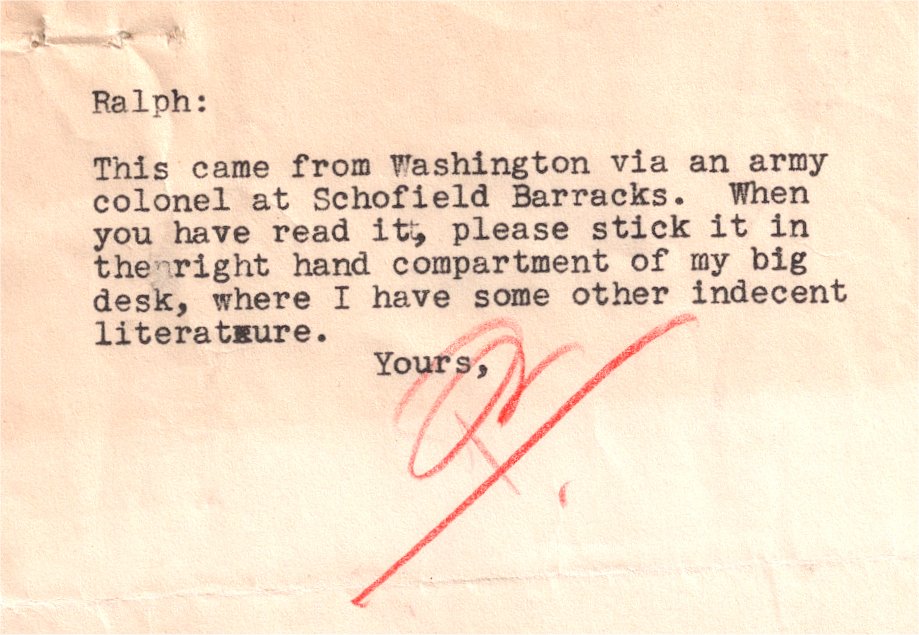 Ralph:
This came from Washington via an army
colonel at Schofield Barracks.  When
you have read it, please stick it in
the right hand compartment of my big
desk, where I have some other indecent
literature.
Yours,